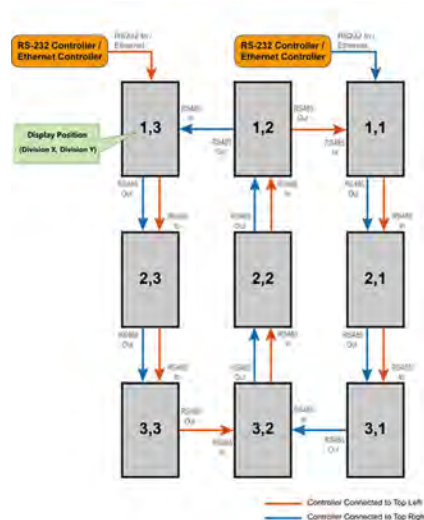 RS-232 In /
Ethernet
RS-232 In /
Ethernet
RS-232 Controller /
Ethernet Controller
RS-232 Controller /
Ethernet Controller
1,3
1,2
1,1
RS485
In
RS485
Out
RS485
Out
RS485
In
Display Position
(Division X, Division Y)
RS485
Out
RS485
In
RS485
Out
RS485
In
RS485
Out
RS485
In
2,3
2,2
2,1
RS485
Out
RS485
In
RS485
Out
RS485
In
RS485
Out
RS485
In
3,3
3,2
3,1
RS485
Out
RS485
In
RS485
In
RS485
Out
Controller Connected to Top Left
Controller Connected to Top Right